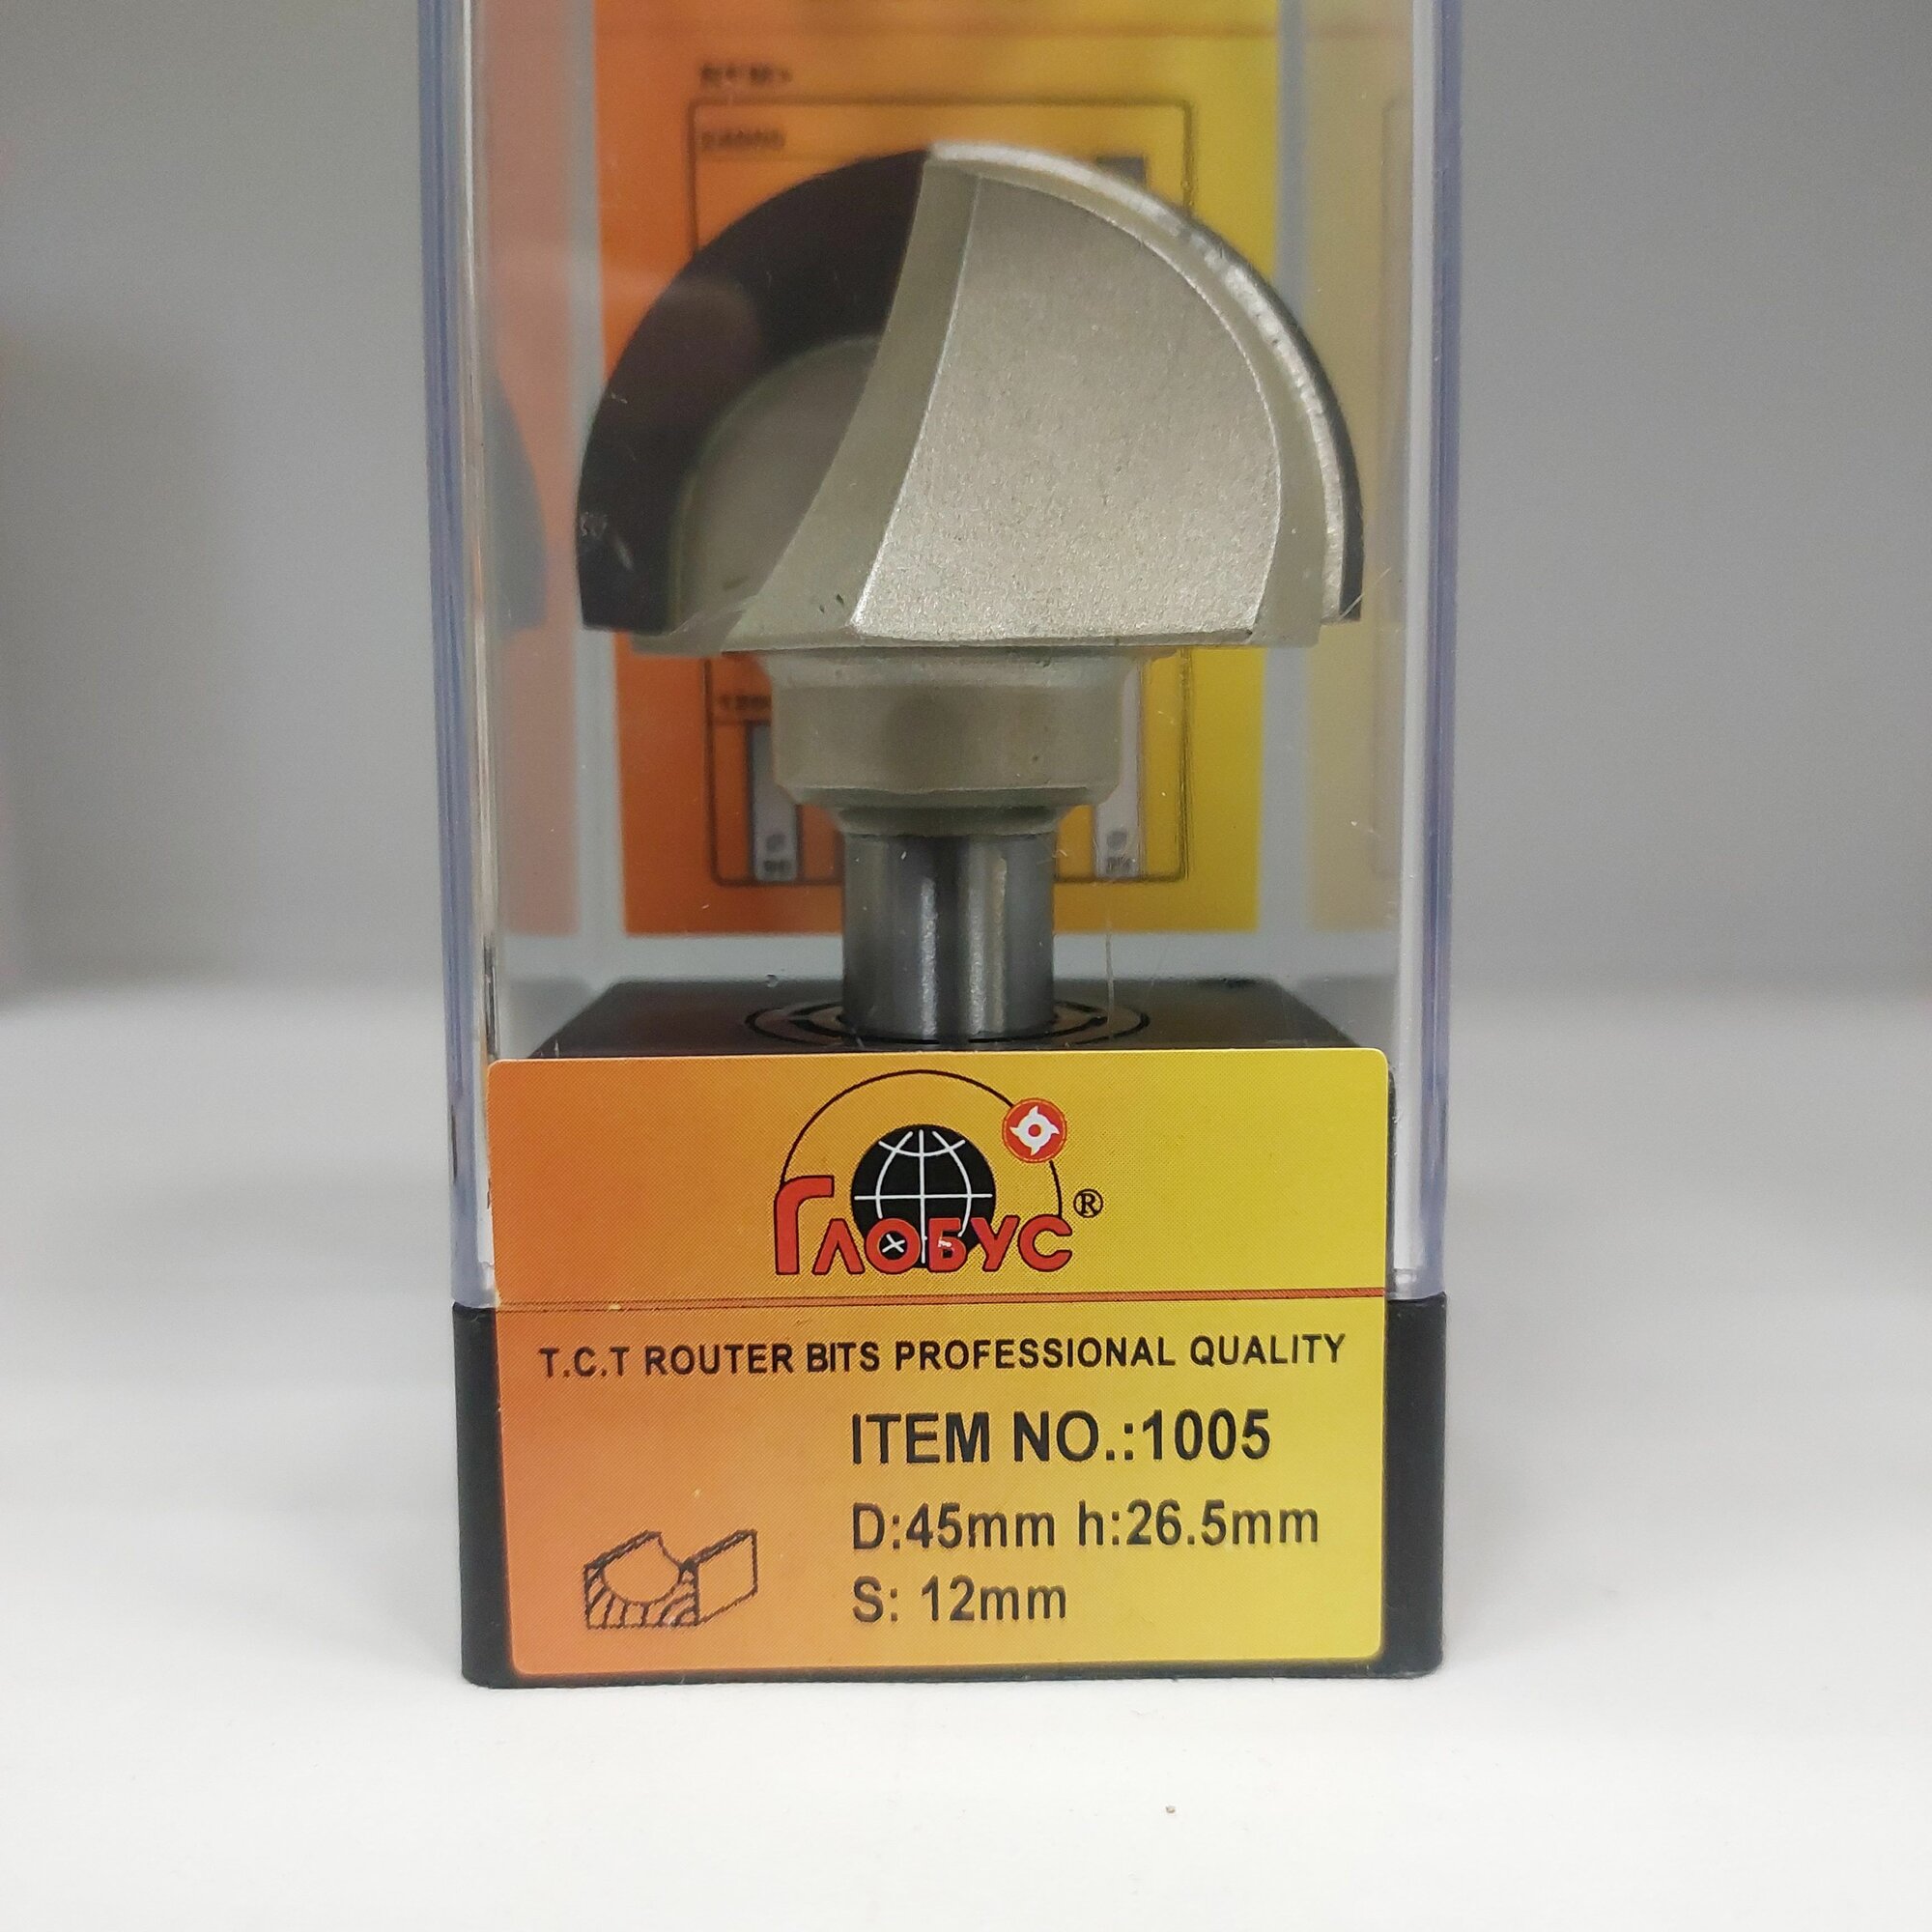 ГЛОБУС®
T.C.T ROUTER BITS PROFESSIONAL QUALITY
ITEM NO.:1005
D:45mm h:26.5mm
S: 12mm